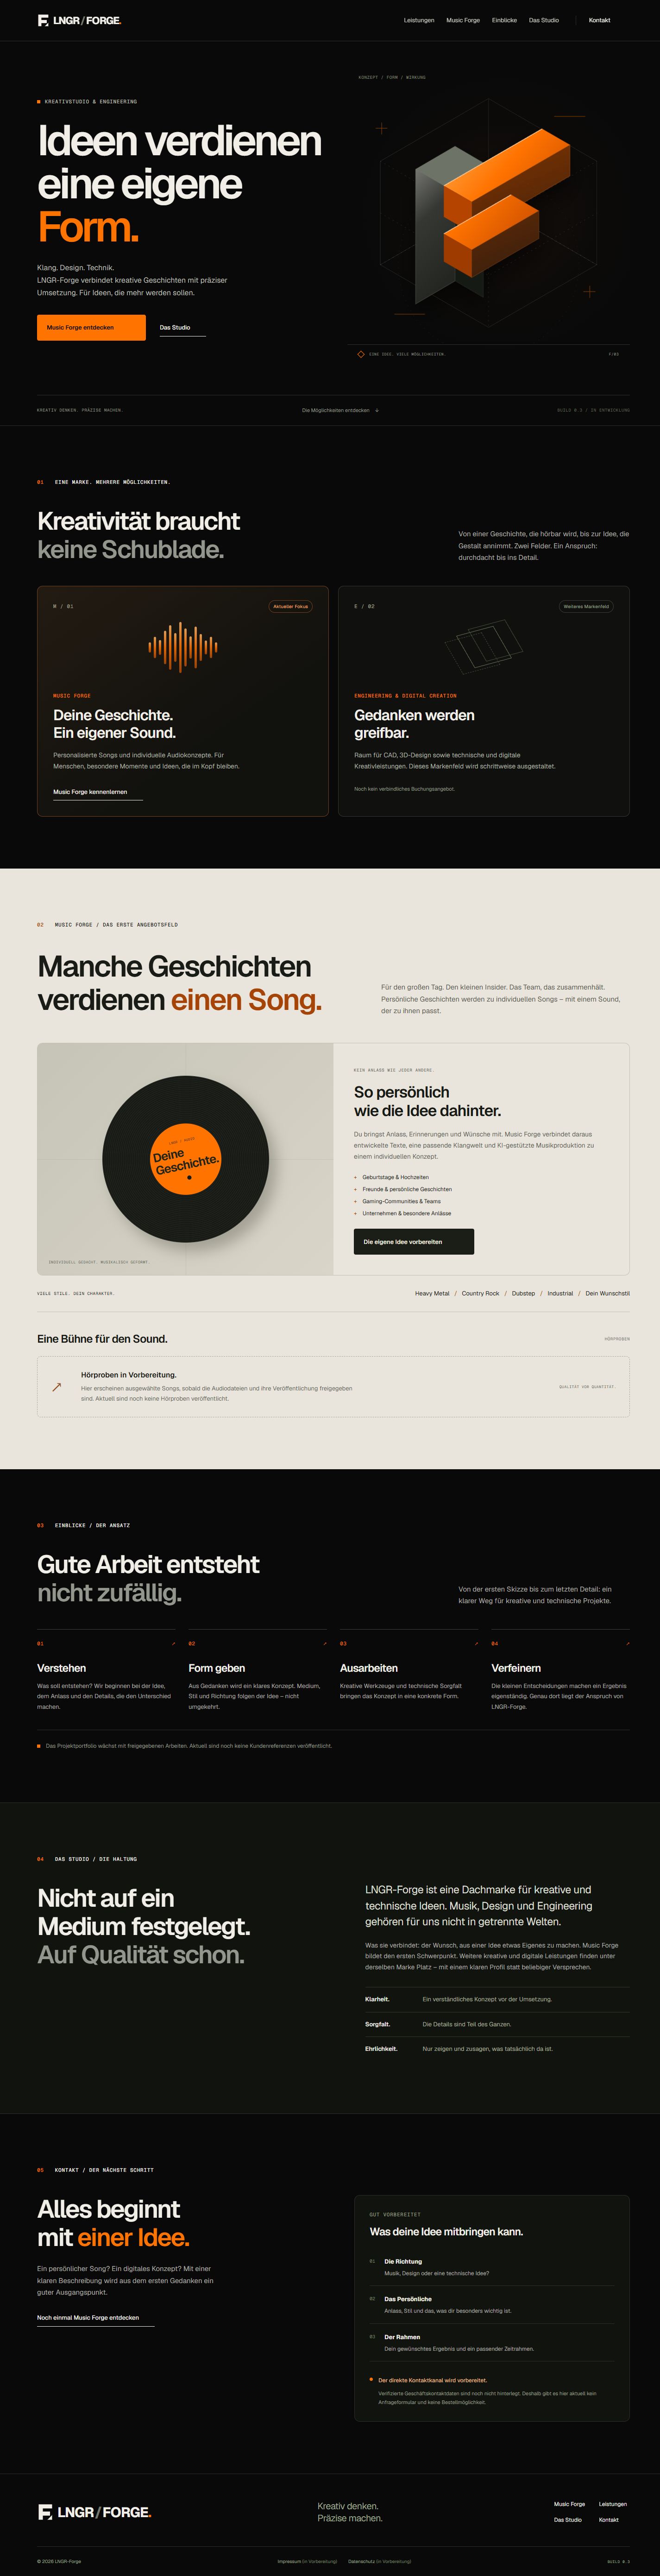 LNGR/FORGE.
Leistungen Music Forge Einblicke Das Studio Kontakt
KONZEPT / FORM / WIRKUNG
KREATIVSTUDIO & ENGINEERING
Ideen verdienen
eine eigene
Form.
Klang. Design. Technik.
LNGR-Forge verbindet kreative Geschichten mit präziser
Umsetzung. Für Ideen, die mehr werden sollen.
Music Forge entdecken
Das Studio
EINE IDEE. VIELE MÖGLICHKEITEN.
KREATIV DENKEN. PRÄZISE MACHEN.
Die Möglichkeiten entdecken ↓
BUILD 0.3 / IN ENTWICKLUNG
01 EINE MARKE. MEHRERE MÖGLICHKEITEN.
Kreativität braucht
keine Schublade.
Von einer Geschichte, die hörbar wird, bis zur Idee, die
Gestalt annimmt. Zwei Felder. Ein Anspruch:
durchdacht bis ins Detail.
M / 01
Aktueller Fokus
MUSIC FORGE
Deine Geschichte.
Ein eigener Sound.
Personalisierte Songs und individuelle Audiokonzepte. Für
Menschen, besondere Momente und Ideen, die im Kopf bleiben.
Music Forge kennenlernen
E / 02
Weiteres Markenfeld
ENGINEERING & DIGITAL CREATION
Gedanken werden
greifbar.
Raum für CAD, 3D-Design sowie technische und digitale
Kreativleistungen. Dieses Markenfeld wird schrittweise ausgestaltet.
Noch kein verbindliches Buchungsangebot.
02 MUSIC FORGE / DAS ERSTE ANGEBOTSFELD
Manche Geschichten
verdienen einen Song.
Für den großen Tag. Den kleinen Insider. Das Team, das zusammenhält.
Persönliche Geschichten werden zu individuellen Songs – mit einem Sound,
der zu ihnen passt.
Deine
Geschichte.
INDIVIDUELL GEDACHT. MUSIKALISCH GEFORMT.
KEIN ANLASS WIE JEDER ANDERE.
So persönlich
wie die Idee dahinter.
Du bringst Anlass, Erinnerungen und Wünsche mit. Music Forge verbindet daraus
entwickelte Texte, eine passende Klangwelt und KI-gestützte Musikproduktion zu
einem individuellen Konzept.
+ Geburtstage & Hochzeiten
+ Freunde & persönliche Geschichten
+ Gaming-Communities & Teams
+ Unternehmen & besondere Anlässe
Die eigene Idee vorbereiten
VIELE STILE. DEIN CHARAKTER.
Heavy Metal / Country Rock / Dubstep / Industrial / Dein Wunschstil
Eine Bühne für den Sound.
HÖRPROBEN
Hörproben in Vorbereitung.
Hier erscheinen ausgewählte Songs, sobald die Audiodateien und ihre Veröffentlichung freigegeben
sind. Aktuell sind noch keine Hörproben veröffentlicht.
QUALITÄT VOR QUANTITÄT.
03 EINBLICKE / DER ANSATZ
Gute Arbeit entsteht
nicht zufällig.
Von der ersten Skizze bis zum letzten Detail: ein
klarer Weg für kreative und technische Projekte.
01 ↗
Verstehen
Was soll entstehen? Wir beginnen bei der Idee,
dem Anlass und den Details, die den Unterschied
machen.
02 ↗
Form geben
Aus Gedanken wird ein klares Konzept. Medium,
Stil und Richtung folgen der Idee – nicht
umgekehrt.
03 ↗
Ausarbeiten
Kreative Werkzeuge und technische Sorgfalt
bringen das Konzept in eine konkrete Form.
04 ↗
Verfeinern
Die kleinen Entscheidungen machen ein Ergebnis
eigenständig. Genau dort liegt der Anspruch von
LNGR-Forge.
Das Projektportfolio wächst mit freigegebenen Arbeiten. Aktuell sind noch keine Kundenreferenzen veröffentlicht.
04 DAS STUDIO / DIE HALTUNG
Nicht auf ein
Medium festgelegt.
Auf Qualität schon.
LNGR-Forge ist eine Dachmarke für kreative und
technische Ideen. Musik, Design und Engineering
gehören für uns nicht in getrennte Welten.
Was sie verbindet: der Wunsch, aus einer Idee etwas Eigenes zu machen. Music Forge
bildet den ersten Schwerpunkt. Weitere kreative und digitale Leistungen finden unter
derselben Marke Platz – mit einem klaren Profil statt beliebiger Versprechen.
Klarheit. Ein verständliches Konzept vor der Umsetzung.
Sorgfalt. Die Details sind Teil des Ganzen.
Ehrlichkeit. Nur zeigen und zusagen, was tatsächlich da ist.
05 KONTAKT / DER NÄCHSTE SCHRITT
Alles beginnt
mit einer Idee.
Ein persönlicher Song? Ein digitales Konzept? Mit einer
klaren Beschreibung wird aus dem ersten Gedanken ein
guter Ausgangspunkt.
Noch einmal Music Forge entdecken
GUT VORBEREITET
Was deine Idee mitbringen kann.
01 Die Richtung
Musik, Design oder eine technische Idee?
02 Das Persönliche
Anlass, Stil und das, was dir besonders wichtig ist.
03 Der Rahmen
Dein gewünschtes Ergebnis und ein passender Zeitrahmen.
Der direkte Kontaktkanal wird vorbereitet.
Verifizierte Geschäftskontaktdaten sind noch nicht hinterlegt. Deshalb gibt es hier aktuell kein
Anfrageformular und keine Bestellmöglichkeit.
LNGR/FORGE.
Kreativ denken.
Präzise machen.
Music Forge Leistungen
Das Studio Kontakt
© 2026 LNGR-Forge
Impressum (in Vorbereitung) Datenschutz (in Vorbereitung)
BUILD 0.3